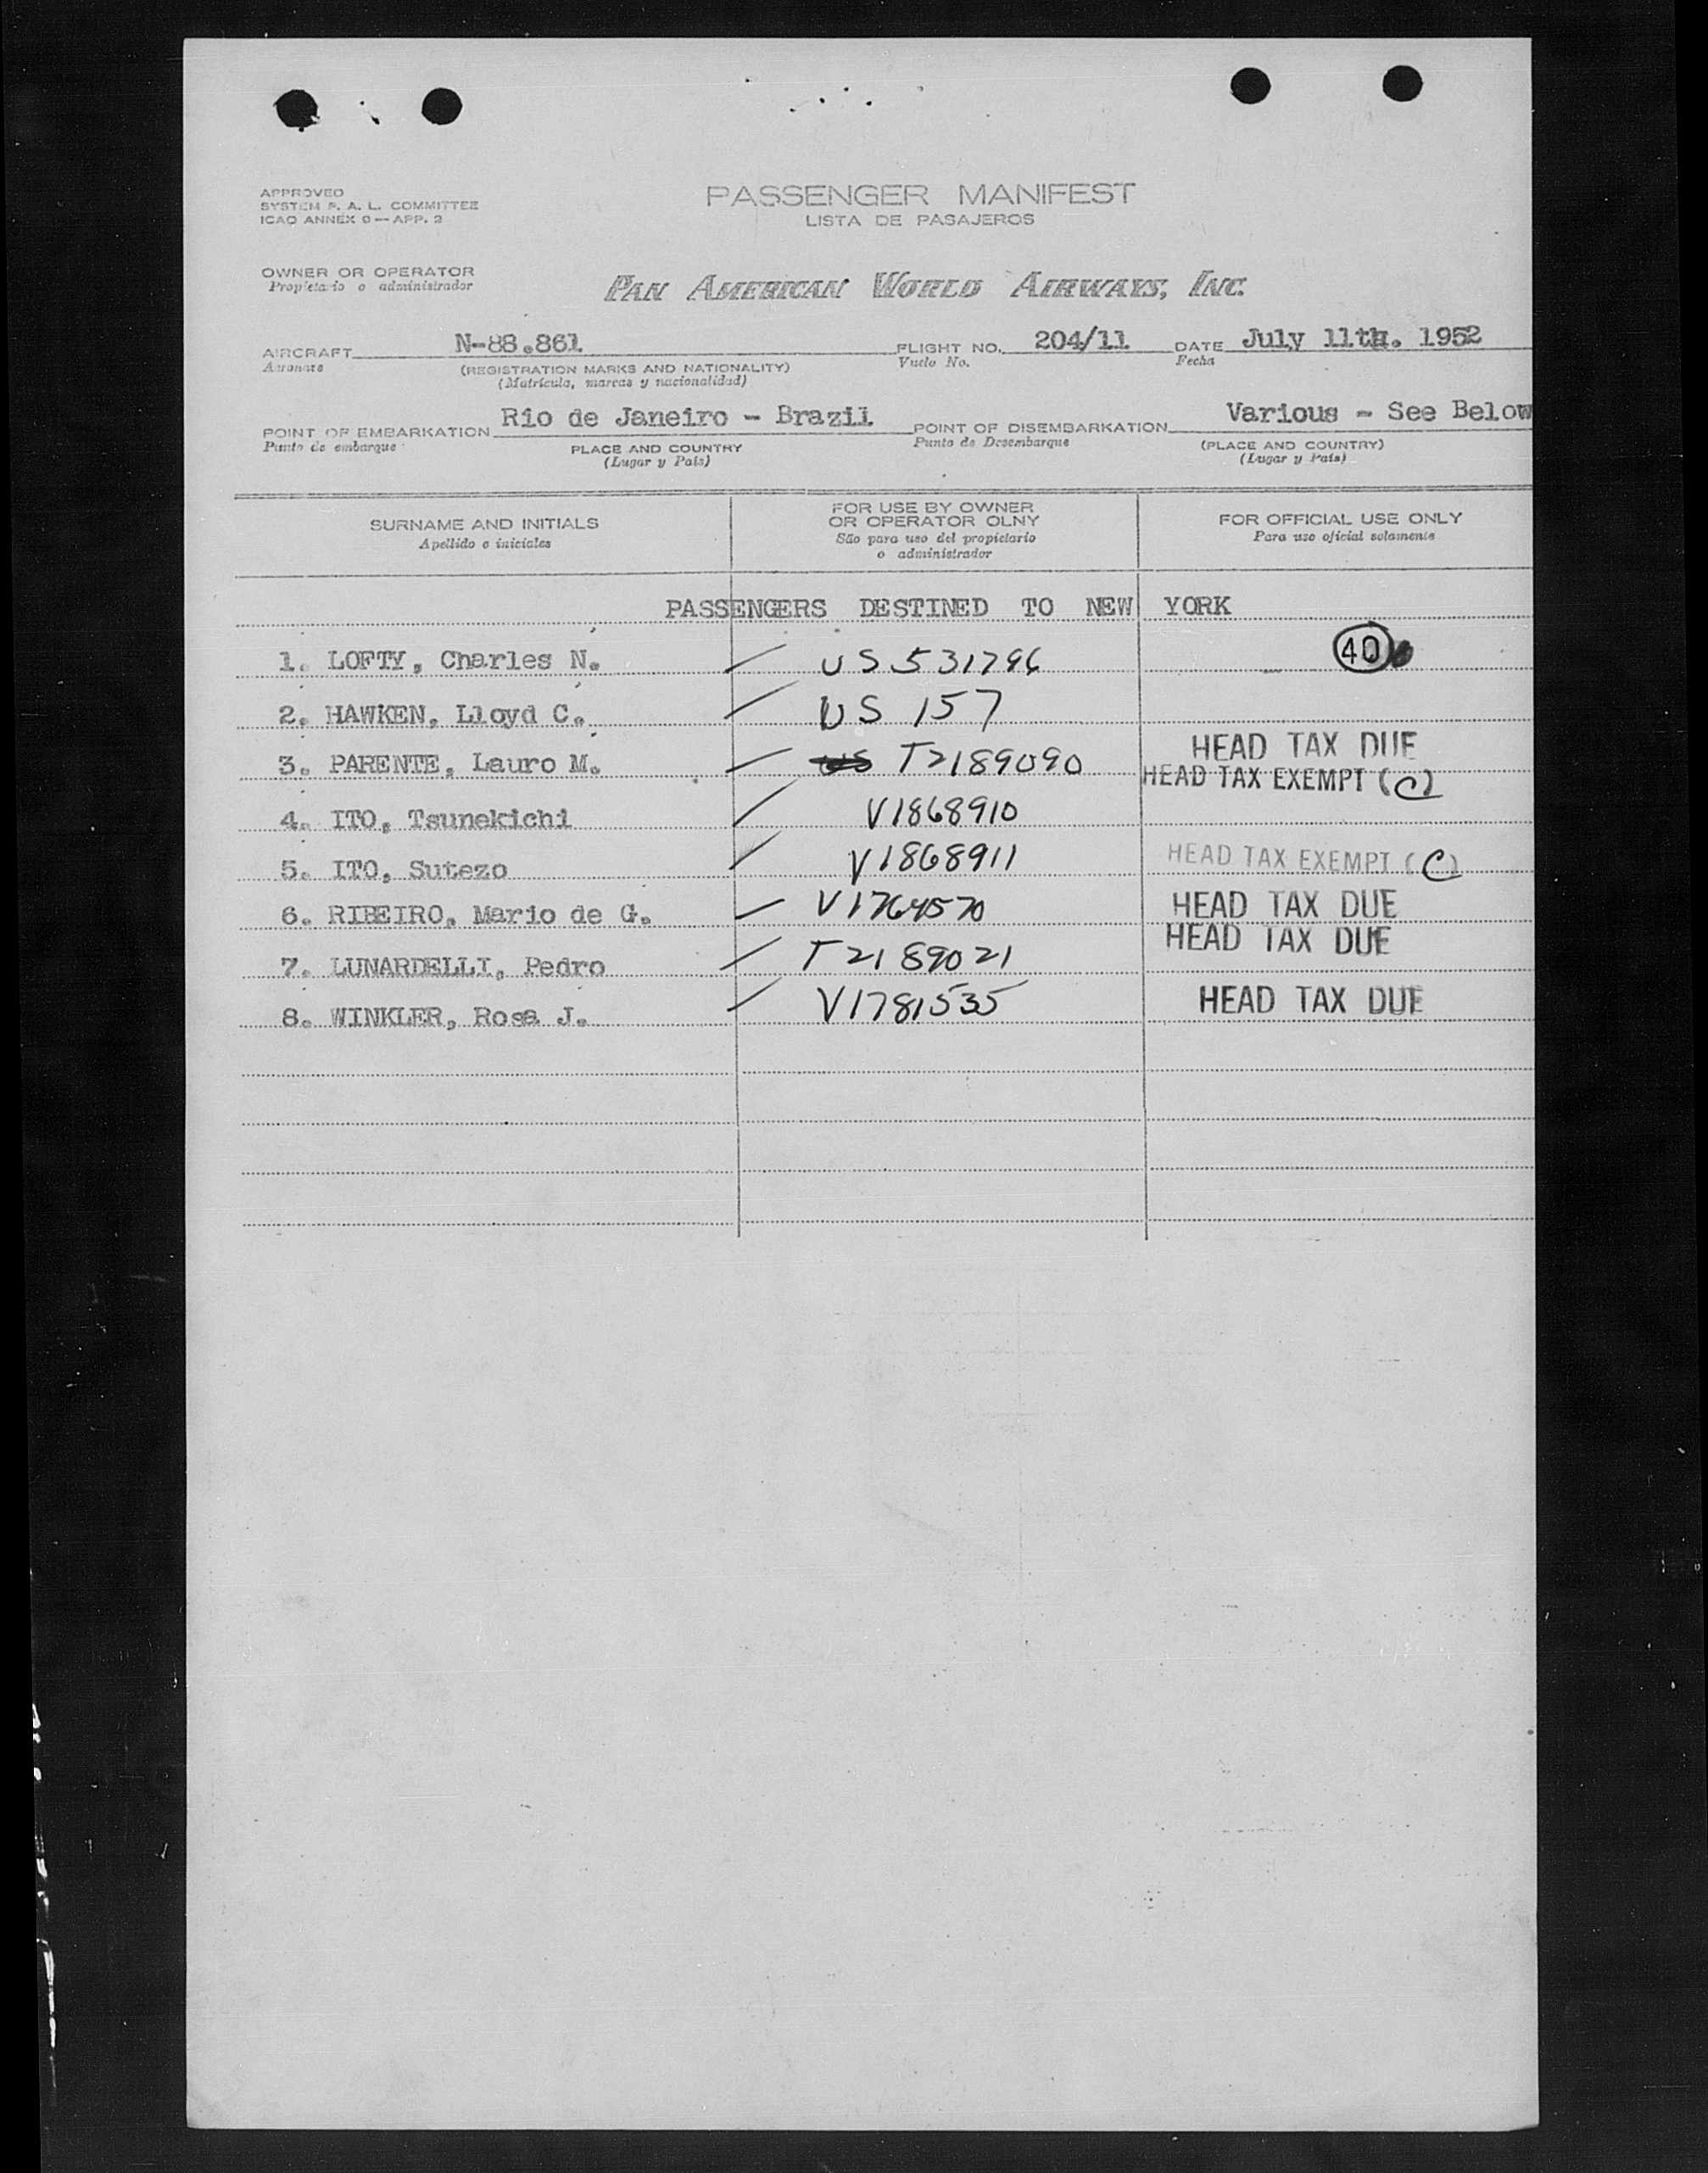 APPROVED
SYSTEM F. A. L. COMMITTEE
ICAO ANNEX 9 — APP. 2
PASSENGER MANIFEST
LISTA DE PASAJEROS
OWNER OR OPERATOR
Propietario o administrador
PAN AMERICAN WORLD AIRWAYS, INC.
AIRCRAFT N-88.861 FLIGHT NO. 204/11 DATE July 11th. 1952
Aeronave (REGISTRATION MARKS AND NATIONALITY) Vuelo No. Fecha
(Matrícula, marcas y nacionalidad)
POINT OF EMBARKATION Rio de Janeiro - Brazil POINT OF DISEMBARKATION Various - See Below
Punto de embarque PLACE AND COUNTRY Punto de Desembarque (PLACE AND COUNTRY)
(Lugar y País) (Lugar y País)
SURNAME AND INITIALS
Apellido o iniciales
FOR USE BY OWNER
OR OPERATOR OLNY
São para uso del propietario
o administrador
FOR OFFICIAL USE ONLY
Para uso oficial solamente
PASSENGERS DESTINED TO NEW YORK
1. LOFTY, Charles N. US 531796 40
2. HAWKEN, Lloyd C. US 157
HEAD TAX DUE
3. PARENTE, Lauro M. US T2189090
HEAD TAX EXEMPT (C)
4. ITO, Tsunekichi V1868910
5. ITO, Sutezo V1868911 HEAD TAX EXEMPT (C)
6. RIBEIRO, Mario de G. V1764570 HEAD TAX DUE
7. LUNARDELLI, Pedro T2189021 HEAD TAX DUE
8. WINKLER, Rosa J. V1781535 HEAD TAX DUE